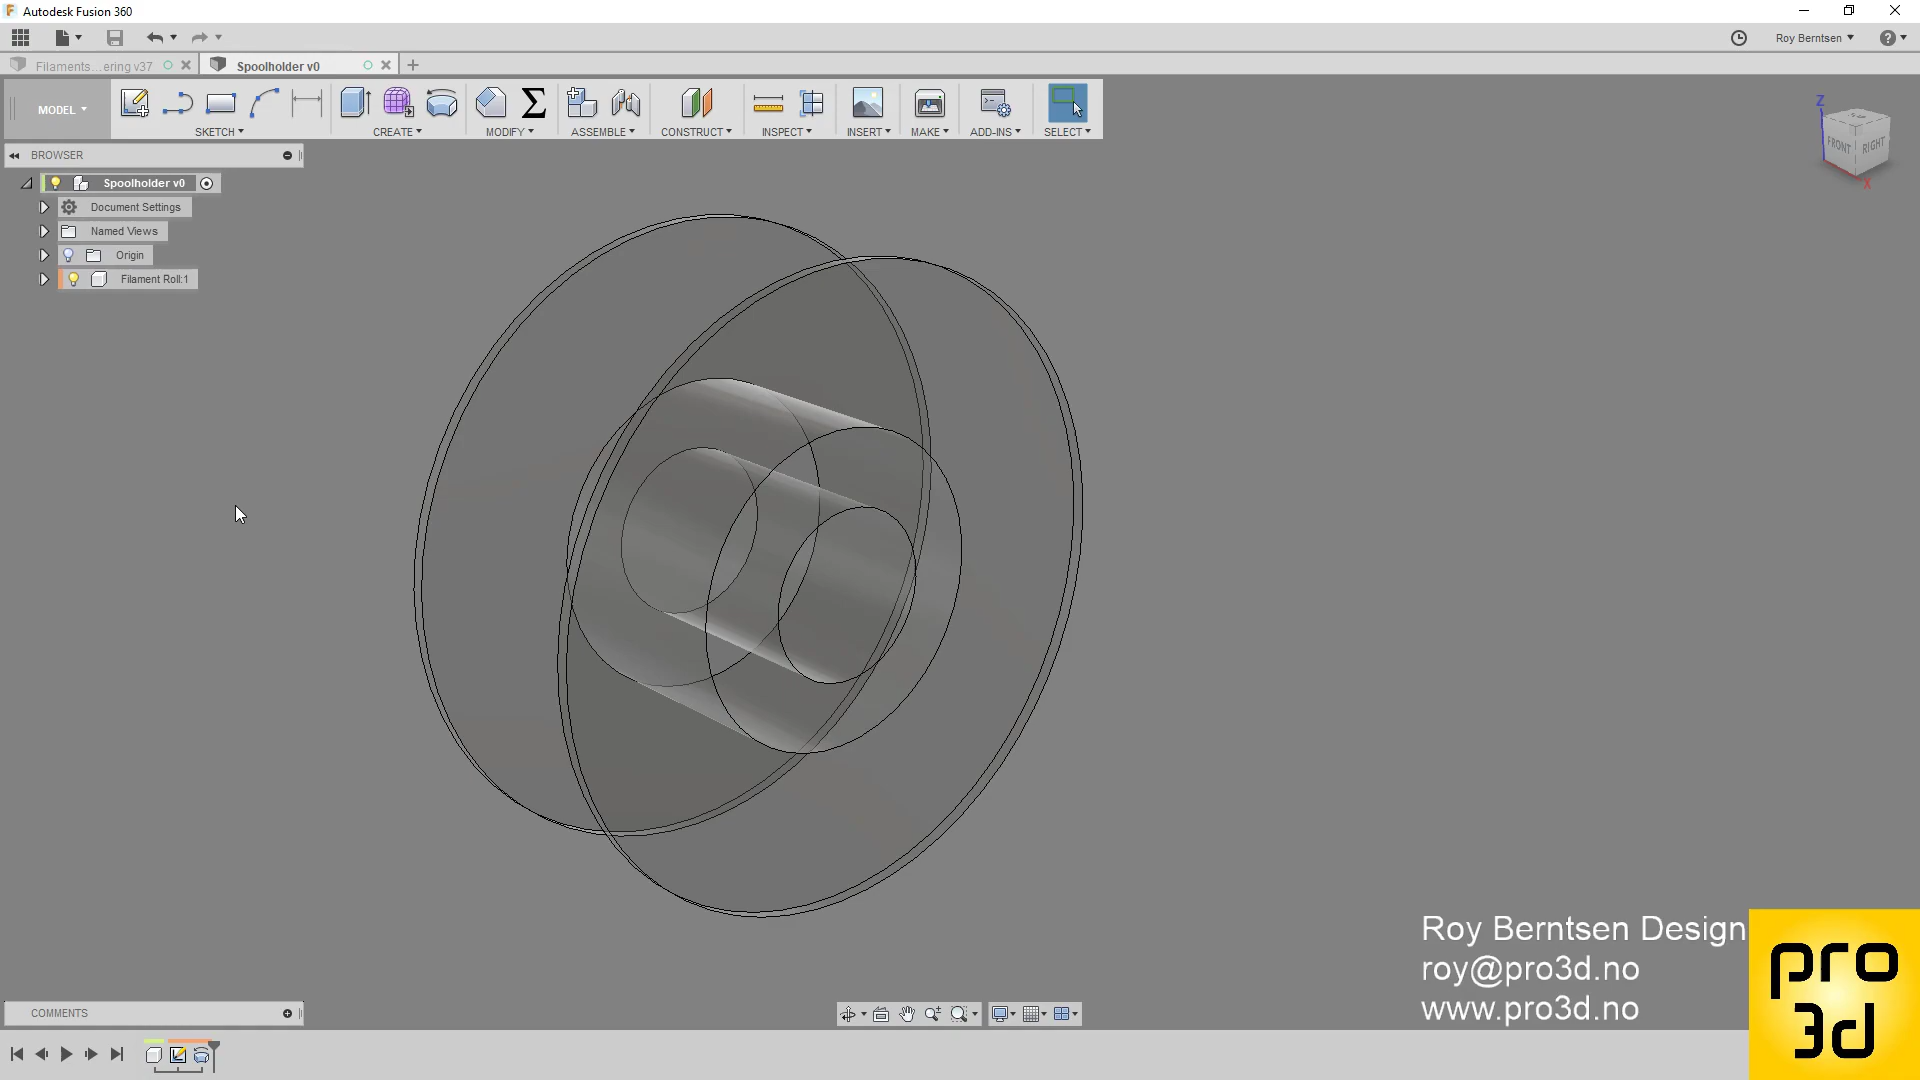 Autodesk Fusion 360
Roy Berntsen
Filaments...ering v37
Spoolholder v0
MODEL
SKETCH
CREATE
MODIFY
ASSEMBLE
CONSTRUCT
INSPECT
INSERT
MAKE
ADD-INS
SELECT
Z
FRONT
RIGHT
X
BROWSER
Spoolholder v0
Document Settings
Named Views
Origin
Filament Roll:1
Roy Berntsen Design
roy@pro3d.no
www.pro3d.no
pro
3d
COMMENTS